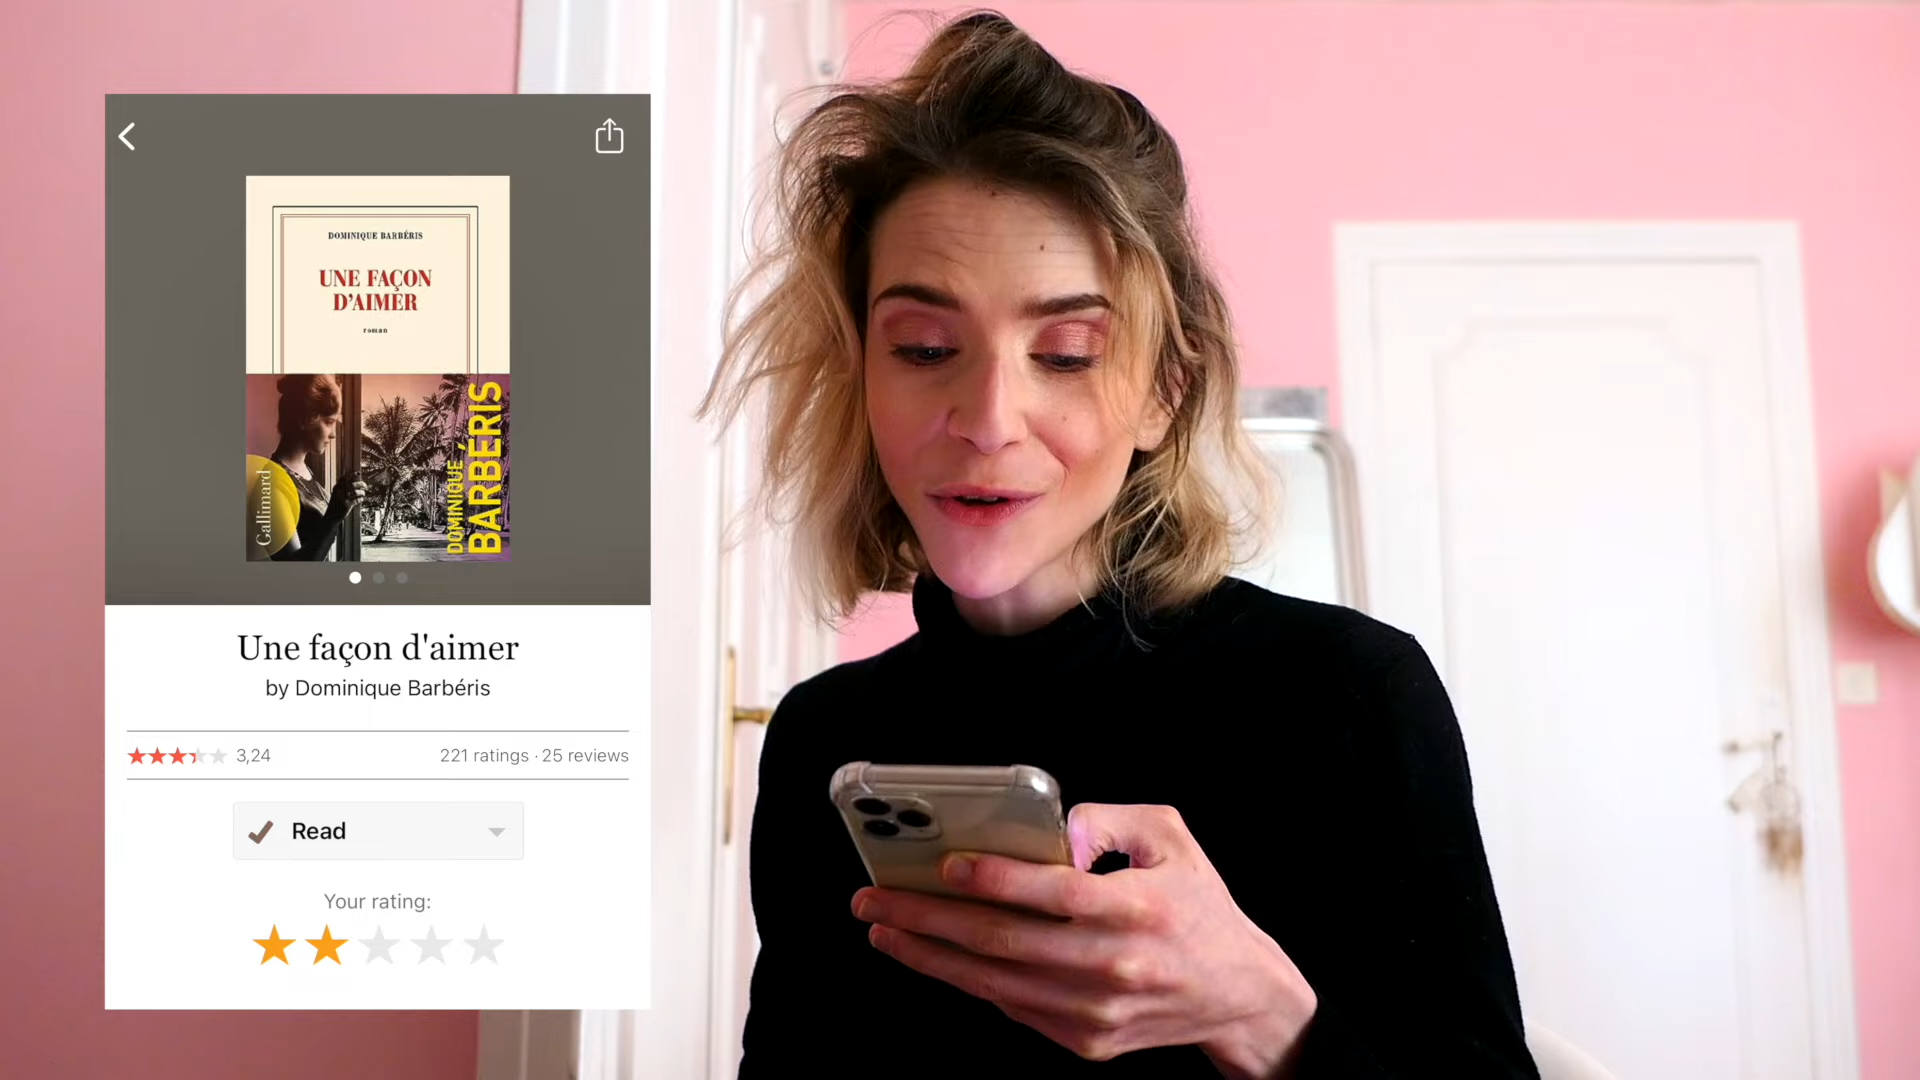 DOMINIQUE BARBÉRIS
UNE FAÇON
D'AIMER
roman
Gallimard
DOMINIQUE
BARBÉRIS
Une façon d'aimer
by Dominique Barbéris
3,24
221 ratings · 25 reviews
Read
Your rating: